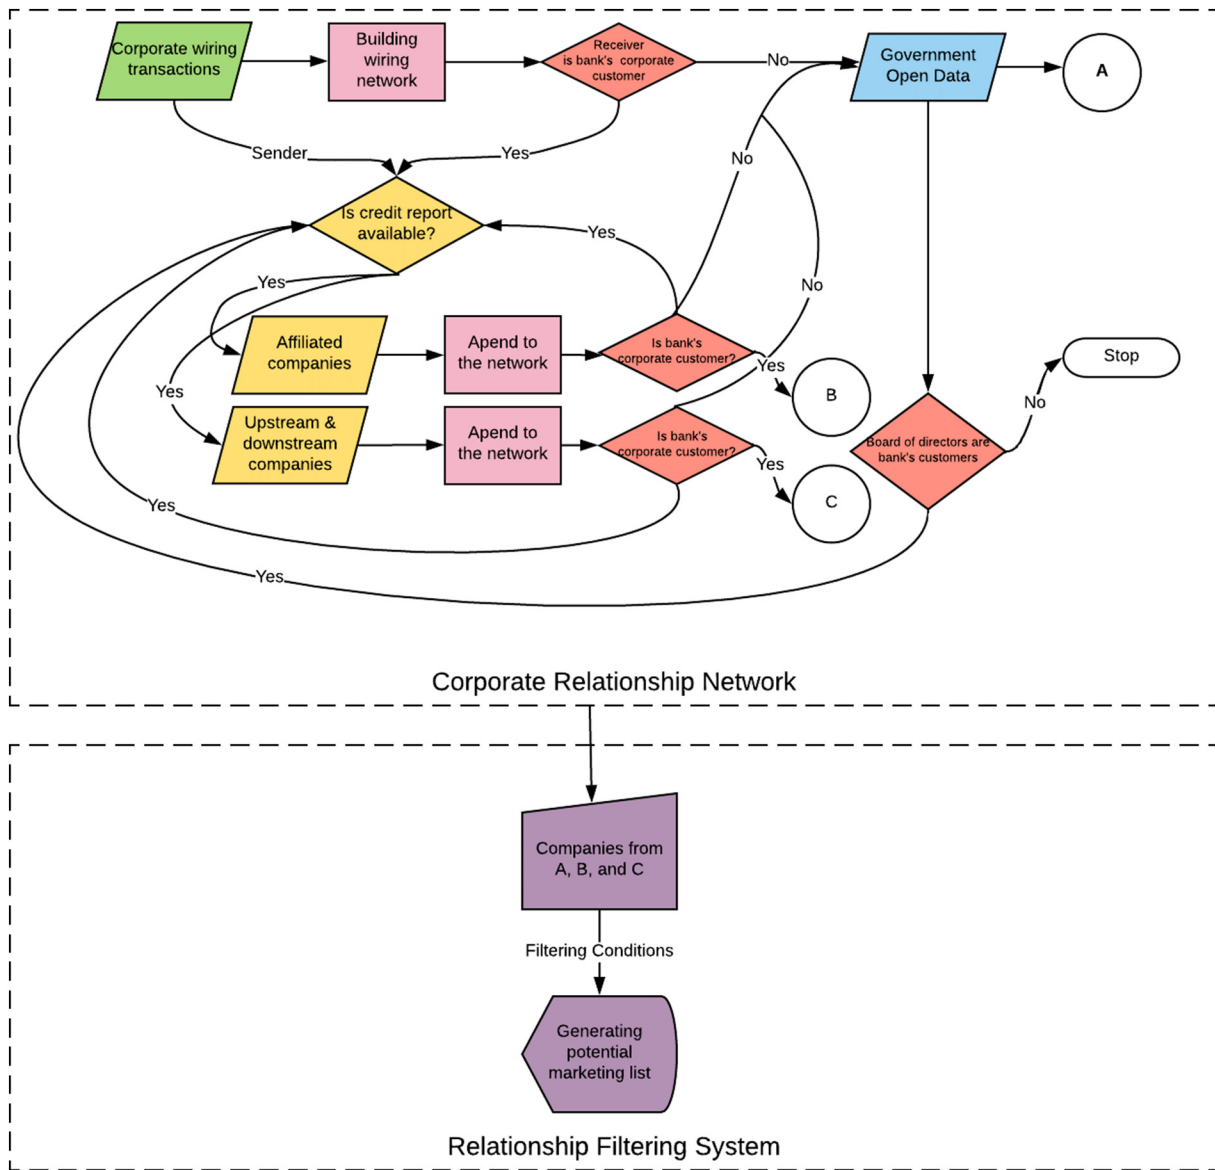 Corporate wiring
transactions
Building
wiring
network
Receiver
is bank's corporate
customer
No
Government
Open Data
A
Sender
Yes
No
Is credit report
available?
Yes
Yes
No
Affiliated
companies
Apend to
the network
Is bank's
corporate customer?
Yes
B
Stop
No
Yes
Upstream &
downstream
companies
Apend to
the network
Is bank's
corporate customer?
Yes
C
Board of directors are
bank's customers
Yes
Yes
Corporate Relationship Network
Companies from
A, B, and C
Filtering Conditions
Generating
potential
marketing list
Relationship Filtering System